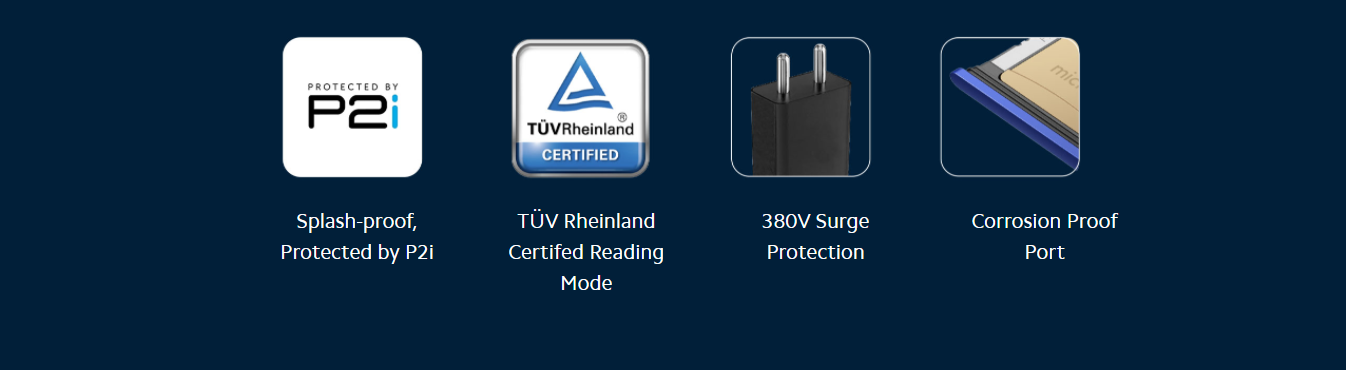 PROTECTED BY
P2i
TÜVRheinland
®
CERTIFIED
micr
Splash-proof,
Protected by P2i
TÜV Rheinland
Certifed Reading
Mode
380V Surge
Protection
Corrosion Proof
Port